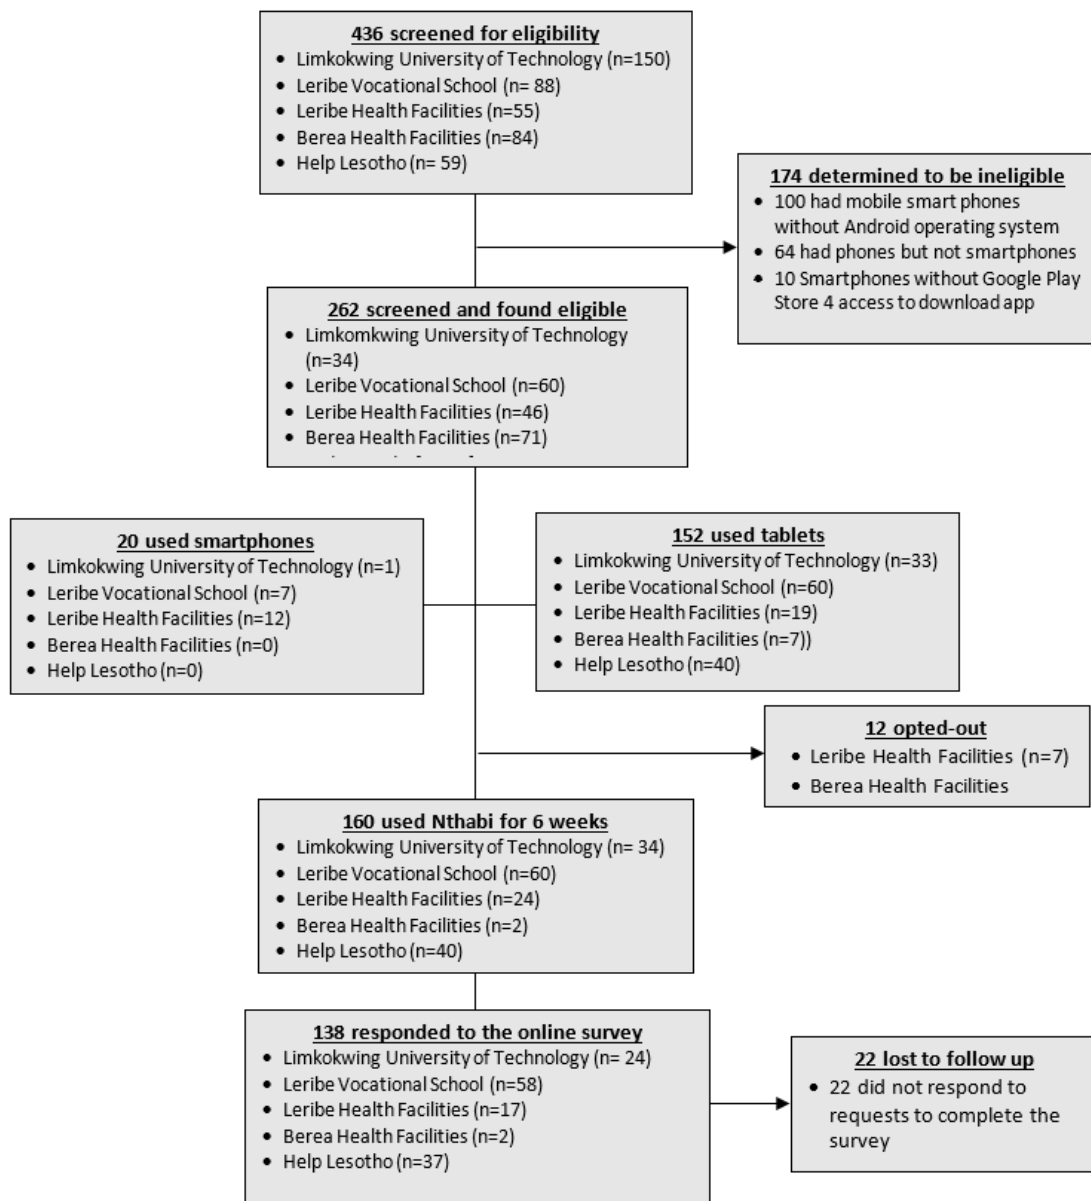 436 screened for eligibility
• Limkokwing University of Technology (n=150)
• Leribe Vocational School (n= 88)
• Leribe Health Facilities (n=55)
• Berea Health Facilities (n=84)
• Help Lesotho (n= 59)
174 determined to be ineligible
• 100 had mobile smart phones
without Android operating system
• 64 had phones but not smartphones
• 10 Smartphones without Google Play
Store 4 access to download app
262 screened and found eligible
• Limkomkwing University of Technology
(n=34)
• Leribe Vocational School (n=60)
• Leribe Health Facilities (n=46)
• Berea Health Facilities (n=71)
20 used smartphones
• Limkokwing University of Technology (n=1)
• Leribe Vocational School (n=7)
• Leribe Health Facilities (n=12)
• Berea Health Facilities (n=0)
• Help Lesotho (n=0)
152 used tablets
• Limkokwing University of Technology (n=33)
• Leribe Vocational School (n=60)
• Leribe Health Facilities (n=19)
• Berea Health Facilities (n=7))
• Help Lesotho (n=40)
12 opted-out
• Leribe Health Facilities (n=7)
• Berea Health Facilities
160 used Nthabi for 6 weeks
• Limkokwing University of Technology (n= 34)
• Leribe Vocational School (n=60)
• Leribe Health Facilities (n=24)
• Berea Health Facilities (n=2)
• Help Lesotho (n=40)
138 responded to the online survey
• Limkokwing University of Technology (n= 24)
• Leribe Vocational School (n=58)
• Leribe Health Facilities (n=17)
• Berea Health Facilities (n=2)
• Help Lesotho (n=37)
22 lost to follow up
• 22 did not respond to
requests to complete the
survey